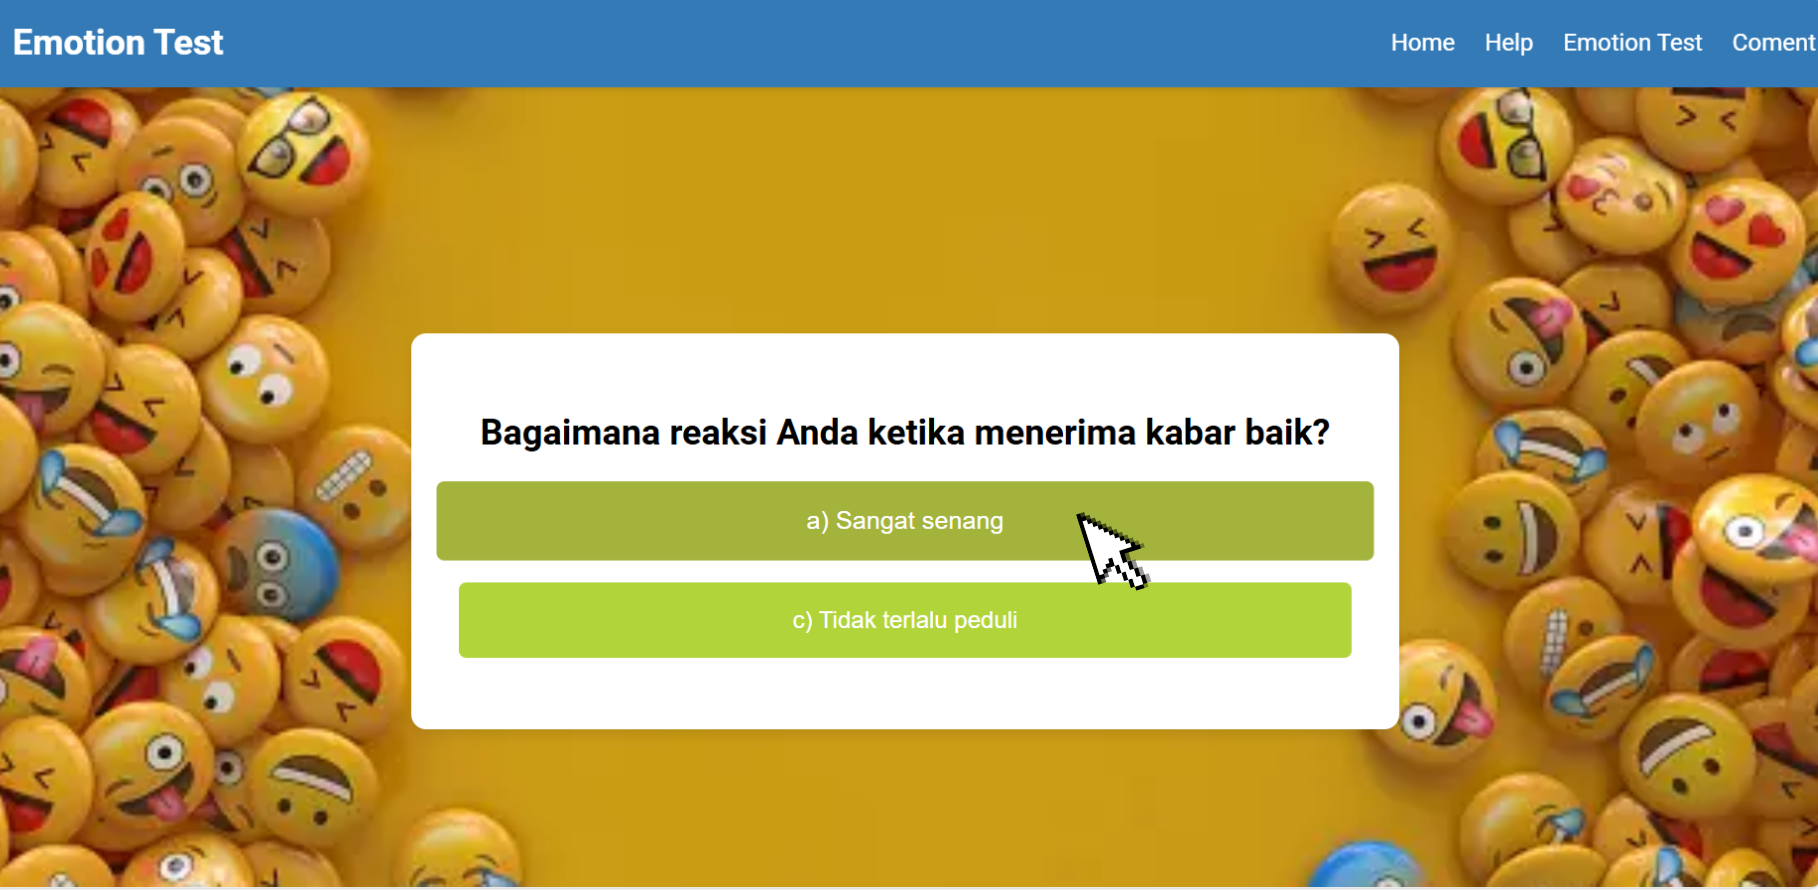 Emotion Test
Home Help Emotion Test Coment
Bagaimana reaksi Anda ketika menerima kabar baik?
a) Sangat senang
c) Tidak terlalu peduli